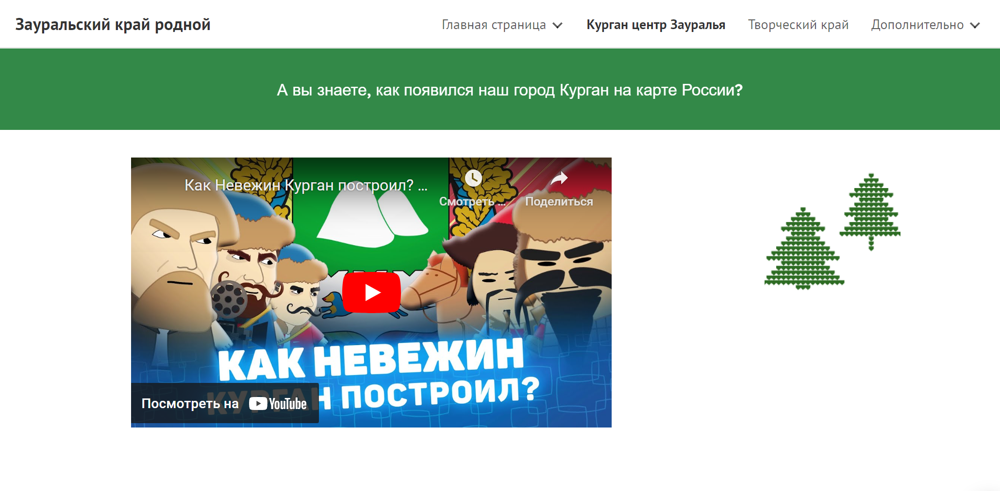 Зауральский край родной
Главная страница
Курган центр Зауралья
Творческий край
Дополнительно
А вы знаете, как появился наш город Курган на карте России?
Как Невежин Курган построил? ...
Смотреть ...
Поделиться
КАК НЕВЕЖИН
КУРГАН ПОСТРОИЛ?
Посмотреть на YouTube